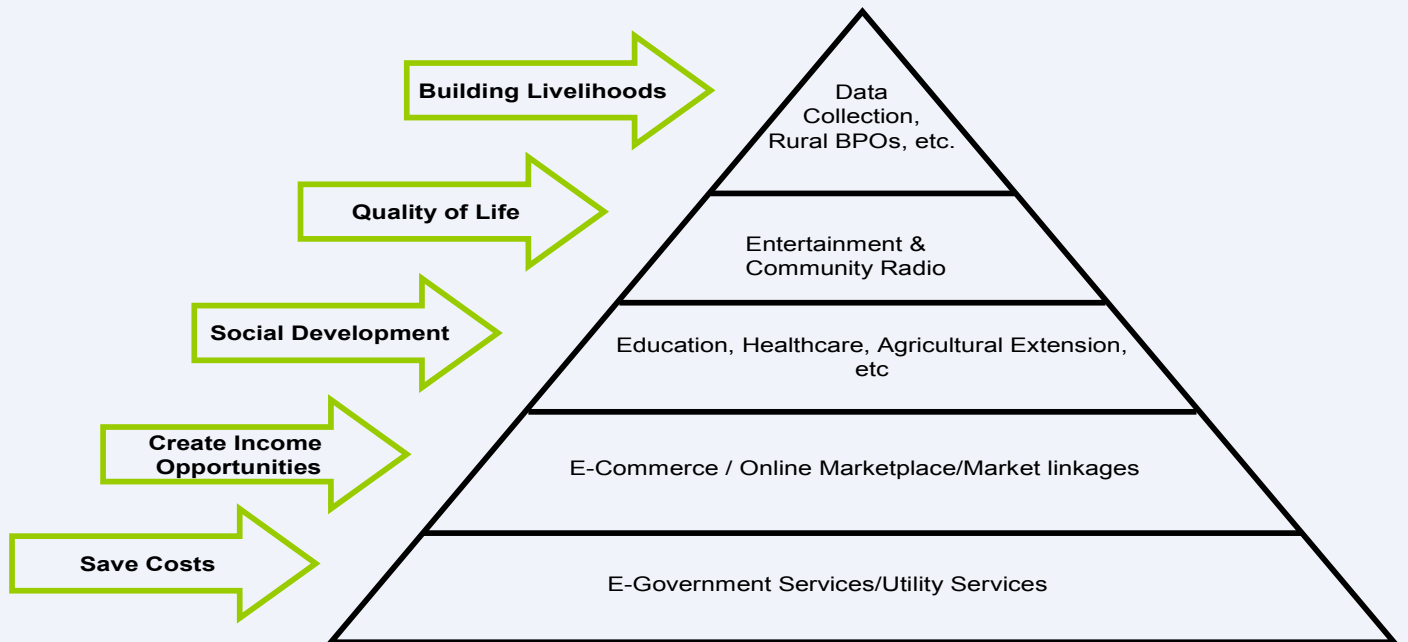 Building Livelihoods
Data
Collection,
Rural BPOs, etc.
Quality of Life
Entertainment &
Community Radio
Social Development
Education, Healthcare, Agricultural Extension,
etc
Create Income
Opportunities
E-Commerce / Online Marketplace/Market linkages
Save Costs
E-Government Services/Utility Services